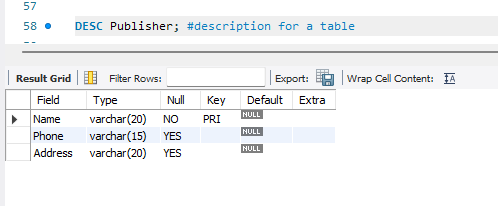 57
58 DESC Publisher; #description for a table
Result Grid Filter Rows: Export: Wrap Cell Content: IA
Field Type Null Key Default Extra
Name varchar(20) NO PRI NULL
Phone varchar(15) YES NULL
Address varchar(20) YES NULL